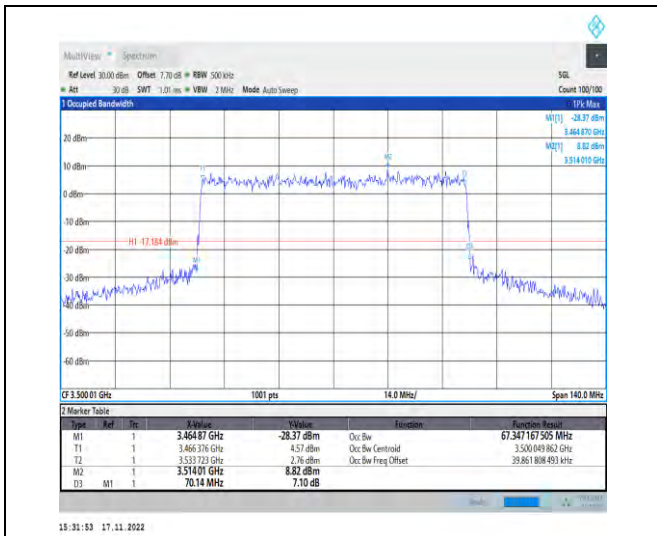 MultiView Spectrum
Ref Level 30.00 dBm Offset 7.70 dB RBW 500 kHz SGL
Att 30 dB SWT 1.01 ms VBW 2 MHz Mode Auto Sweep Count 100/100
1 Occupied Bandwidth 1Pk Max
M1[1] -28.37 dBm
3.464 870 GHz
M2[1] 8.82 dBm
3.514 010 GHz
20 dBm
10 dBm
0 dBm
-10 dBm
-20 dBm
-30 dBm
-40 dBm
-50 dBm
-60 dBm
M2
T1
H1 -17.184 dBm
M1
D3
CF 3.500 01 GHz 1001 pts 14.0 MHz/ Span 140.0 MHz
2 Marker Table
Type Ref Trc X-Value Y-Value Function Function Result
M1 1 3.464 87 GHz -28.37 dBm Occ Bw 67.347 167 505 MHz
T1 1 3.466 376 GHz 4.57 dBm Occ Bw Centroid 3.500 049 862 GHz
T2 1 3.533 723 GHz 2.76 dBm Occ Bw Freq Offset 39.861 808 493 kHz
M2 1 3.514 01 GHz 8.82 dBm
D3 M1 1 70.14 MHz 7.10 dB
15:31:53 17.11.2022